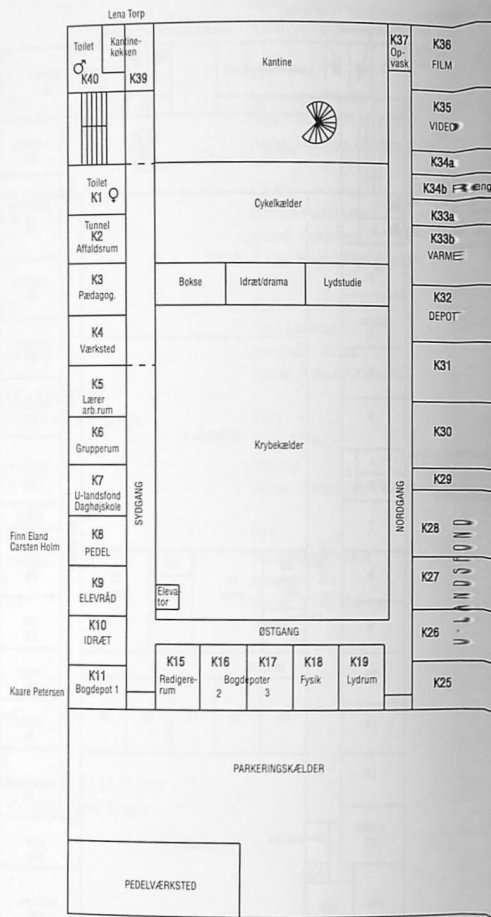 Lena Torp
Toilet
♂
K40
Kantine-
køkken
K39
Kantine
K37
Op-
vask
K36
FILM
K35
VIDEO
K34a
K34b Reng
K33a
K33b
VARME
Toilet
K1 ♀
Tunnel
K2
Affaldsrum
Cykelkælder
K3
Pædagog.
Bokse
Idræt/drama
Lydstudie
K32
DEPOT
K4
Værksted
K31
K5
Lærer
arb.rum
K6
Grupperum
Krybekælder
K30
K7
U-landsfond
Daghøjskole
SYDGANG
NORDGANG
K29
Finn Eland
Carsten Holm
K8
PEDEL
K28
U-LANDSFOND
K9
ELEVRÅD
Eleva-
tor
K27
K10
IDRÆT
ØSTGANG
K26
Kaare Petersen
K11
Bogdepot 1
K15
Redigere-
rum
K16
K17
Bogdepoter
2
3
K18
Fysik
K19
Lydrum
K25
PARKERINGSKÆLDER
PEDELVÆRKSTED